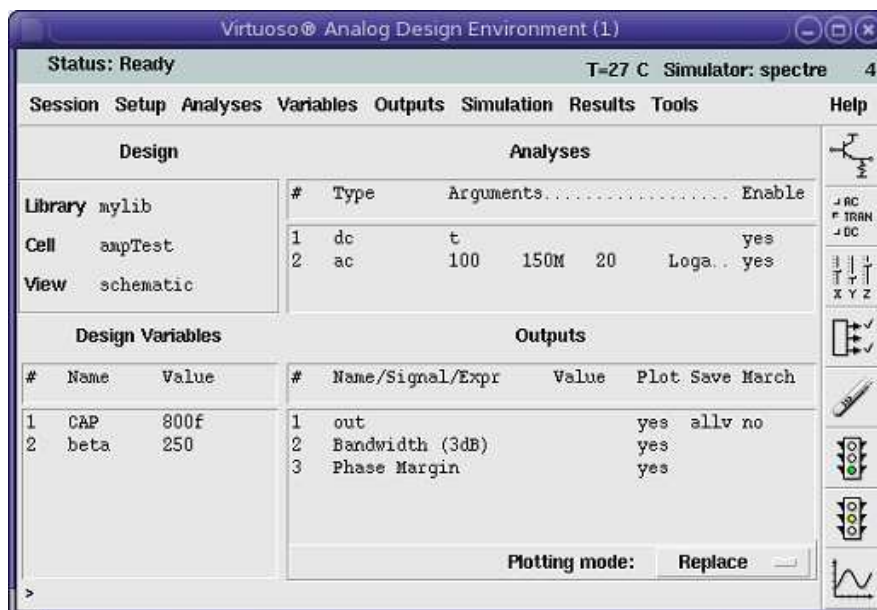 Virtuoso® Analog Design Environment (1)
Status: Ready T=27 C Simulator: spectre 4
Session Setup Analyses Variables Outputs Simulation Results Tools Help
Design
Library mylib
Cell ampTest
View schematic
Analyses
# Type Arguments................... Enable
1 dc t yes
2 ac 100 150M 20 Loga.. yes
Design Variables
# Name Value
1 CAP 800f
2 beta 250
Outputs
# Name/Signal/Expr Value Plot Save March
1 out yes allv no
2 Bandwidth (3dB) yes
3 Phase Margin yes
Plotting mode: Replace
>
AC
TRAN
DC
X Y Z